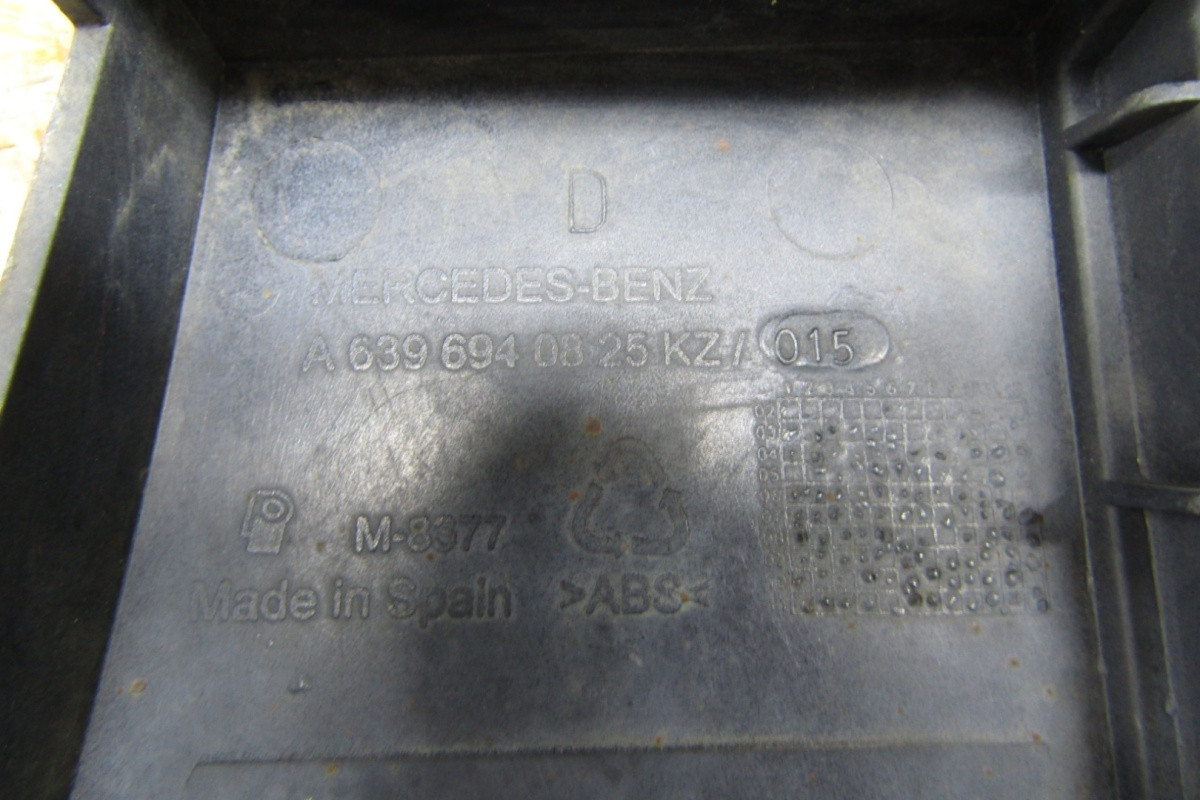 D
MERCEDES-BENZ
A 639 694 08 25 KZ/ 015
M-8377
Made in Spain >ABS<